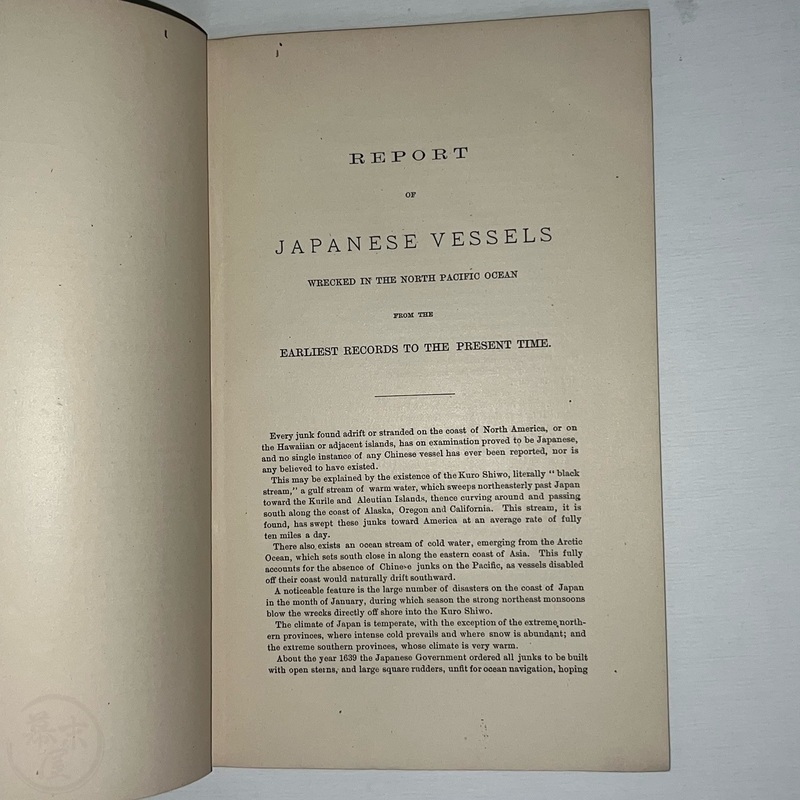 REPORT
OF
JAPANESE VESSELS
WRECKED IN THE NORTH PACIFIC OCEAN
FROM THE
EARLIEST RECORDS TO THE PRESENT TIME.
Every junk found adrift or stranded on the coast of North America, or on
the Hawaiian or adjacent islands, has on examination proved to be Japanese,
and no single instance of any Chinese vessel has ever been reported, nor is
any believed to have existed.
This may be explained by the existence of the Kuro Shiwo, literally "black
stream," a gulf stream of warm water, which sweeps northeasterly past Japan
toward the Kurile and Aleutian Islands, thence curving around and passing
south along the coast of Alaska, Oregon and California. This stream, it is
found, has swept these junks toward America at an average rate of fully
ten miles a day.
There also exists an ocean stream of cold water, emerging from the Arctic
Ocean, which sets south close in along the eastern coast of Asia. This fully
accounts for the absence of Chinese junks on the Pacific, as vessels disabled
off their coast would naturally drift southward.
A noticeable feature is the large number of disasters on the coast of Japan
in the month of January, during which season the strong northeast monsoons
blow the wrecks directly off shore into the Kuro Shiwo.
The climate of Japan is temperate, with the exception of the extreme north-
ern provinces, where intense cold prevails and where snow is abundant; and
the extreme southern provinces, whose climate is very warm.
About the year 1639 the Japanese Government ordered all junks to be built
with open sterns, and large square rudders, unfit for ocean navigation, hoping
幕末屋